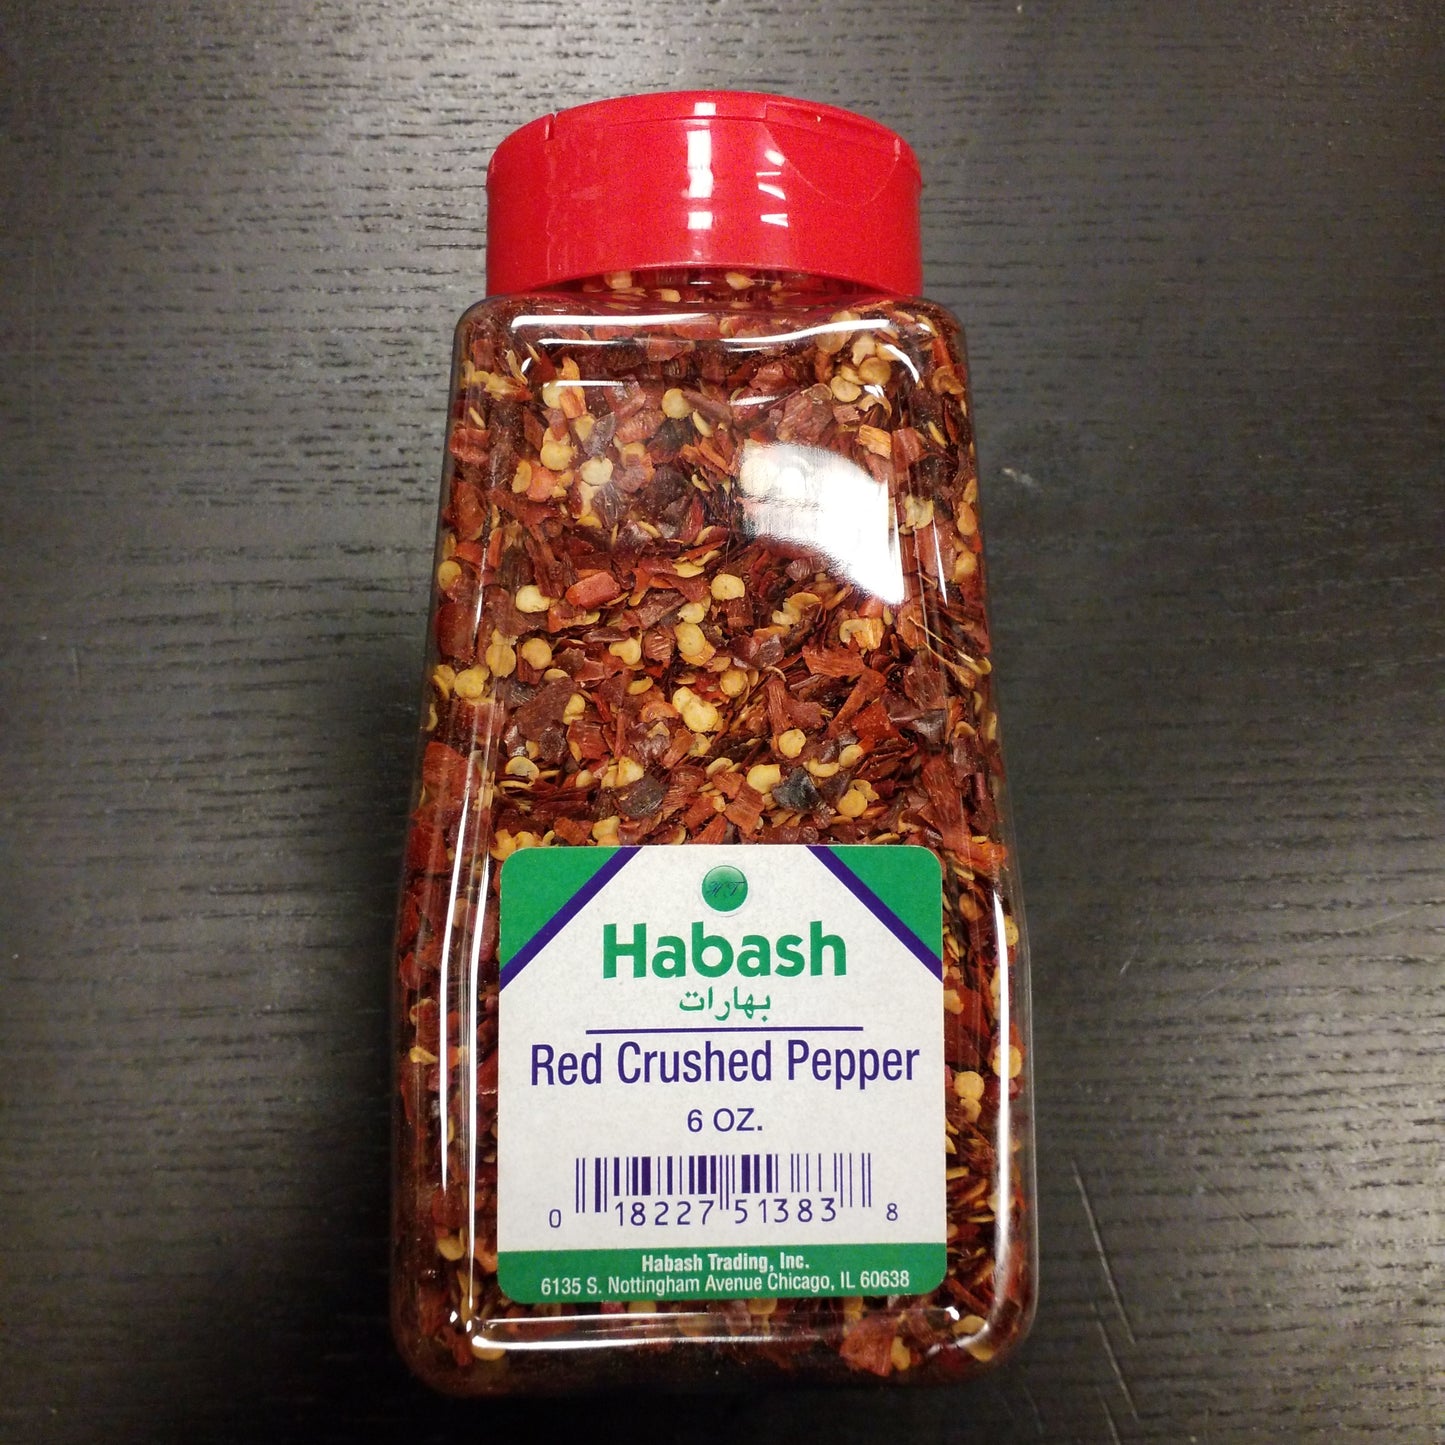 HT
Habash
بهارات
Red Crushed Pepper
6 OZ.
0 18227 51383 8
Habash Trading, Inc.
6135 S. Nottingham Avenue Chicago, IL 60638